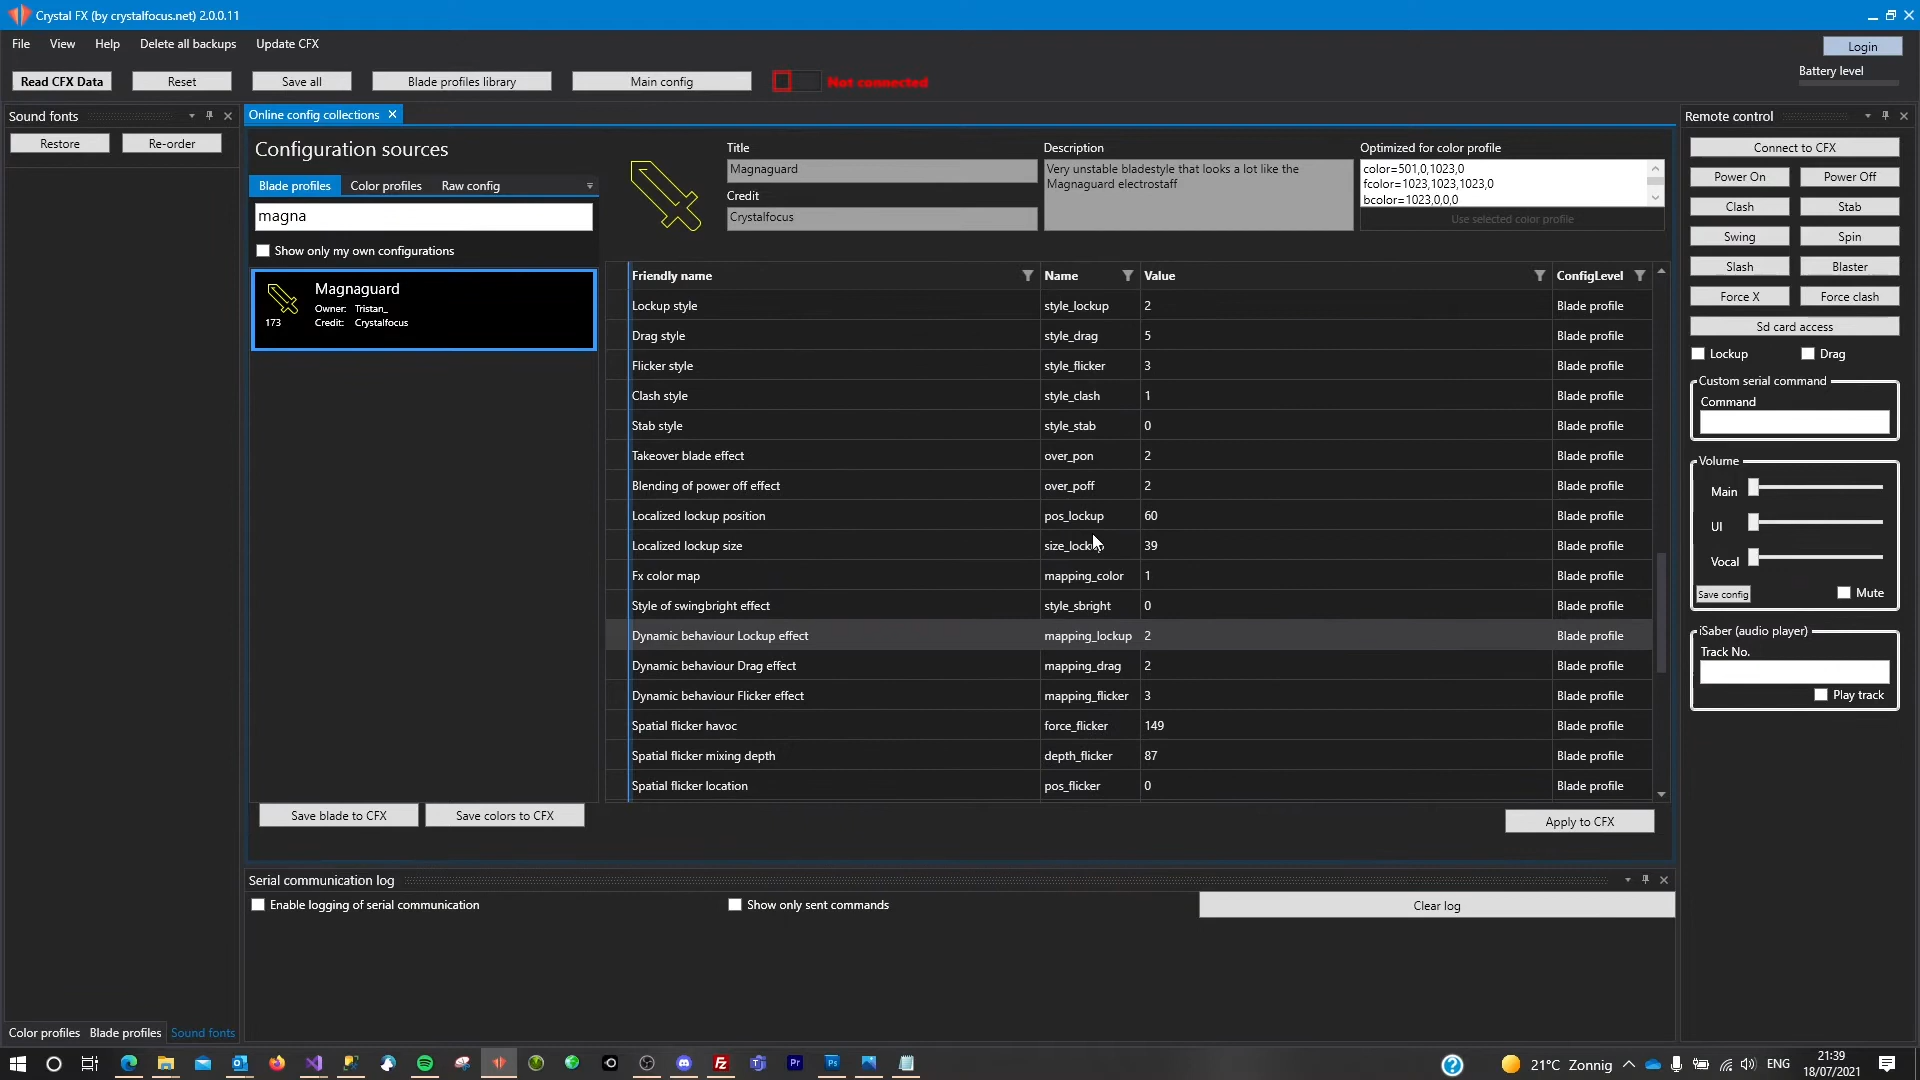 Crystal FX (by crystalfocus.net) 2.0.0.11
File View Help Delete all backups Update CFX
Login
Read CFX Data Reset Save all Blade profiles library Main config Not connected
Battery level
Sound fonts
Restore Re-order
Online config collections
Configuration sources
Blade profiles Color profiles Raw config
magna
Show only my own configurations
Magnaguard
Owner: Tristan_
173 Credit: Crystalfocus
Save blade to CFX Save colors to CFX
Title
Magnaguard
Credit
Crystalfocus
Description
Very unstable bladestyle that looks a lot like the
Magnaguard electrostaff
Optimized for color profile
color=501,0,1023,0
fcolor=1023,1023,1023,0
bcolor=1023,0,0,0
Use selected color profile
Friendly name Name Value ConfigLevel
Lockup style style_lockup 2 Blade profile
Drag style style_drag 5 Blade profile
Flicker style style_flicker 3 Blade profile
Clash style style_clash 1 Blade profile
Stab style style_stab 0 Blade profile
Takeover blade effect over_pon 2 Blade profile
Blending of power off effect over_poff 2 Blade profile
Localized lockup position pos_lockup 60 Blade profile
Localized lockup size size_lockup 39 Blade profile
Fx color map mapping_color 1 Blade profile
Style of swingbright effect style_sbright 0 Blade profile
Dynamic behaviour Lockup effect mapping_lockup 2 Blade profile
Dynamic behaviour Drag effect mapping_drag 2 Blade profile
Dynamic behaviour Flicker effect mapping_flicker 3 Blade profile
Spatial flicker havoc force_flicker 149 Blade profile
Spatial flicker mixing depth depth_flicker 87 Blade profile
Spatial flicker location pos_flicker 0 Blade profile
Apply to CFX
Serial communication log
Enable logging of serial communication Show only sent commands Clear log
Remote control
Connect to CFX
Power On Power Off
Clash Stab
Swing Spin
Slash Blaster
Force X Force clash
Sd card access
Lockup Drag
Custom serial command
Command
Volume
Main
UI
Vocal
Save config Mute
iSaber (audio player)
Track No.
Play track
Color profiles Blade profiles Sound fonts
21°C Zonnig ENG
21:39
18/07/2021